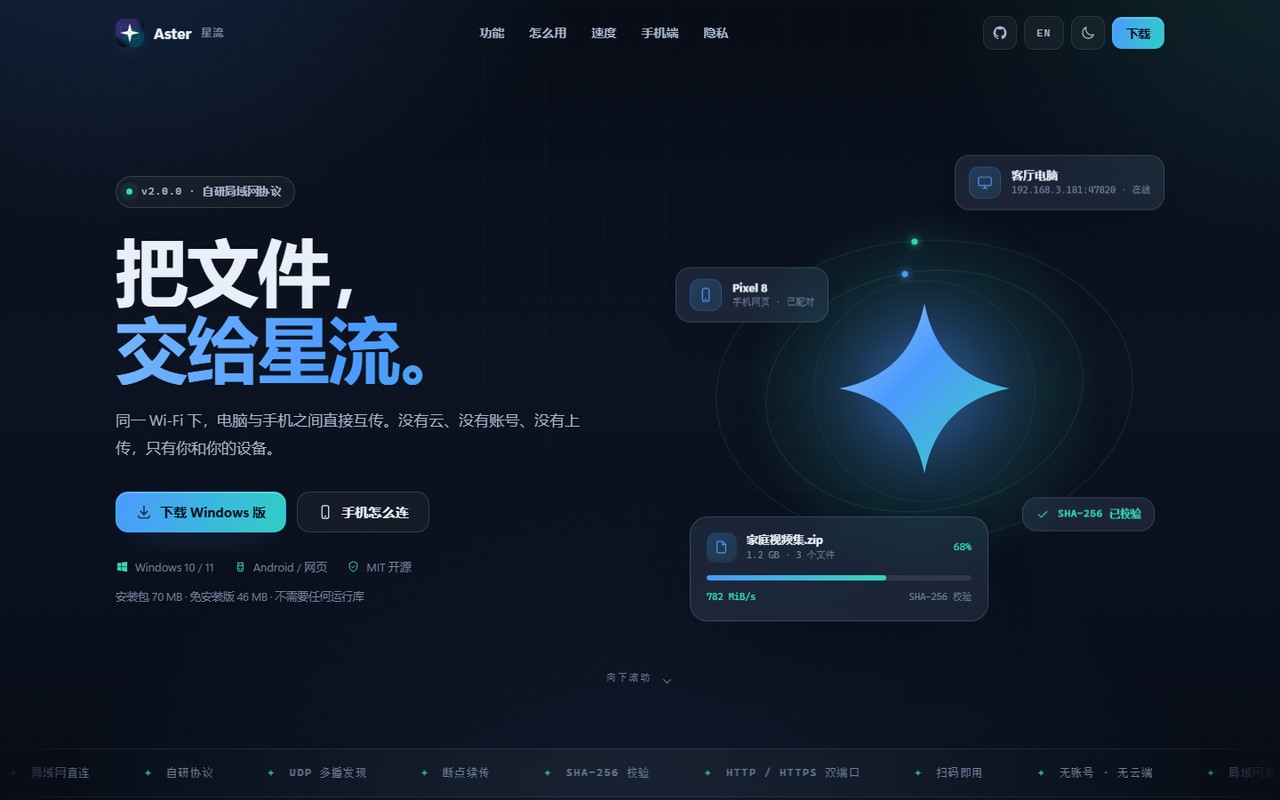 Aster 星流
功能 怎么用 速度 手机端 隐私
EN
下载
v2.0.0 · 自研局域网协议
把文件，
交给星流。
同一 Wi-Fi 下，电脑与手机之间直接互传。没有云、没有账号、没有上
传，只有你和你的设备。
下载 Windows 版
手机怎么连
Windows 10 / 11 Android / 网页 MIT 开源
安装包 70 MB · 免安装版 46 MB · 不需要任何运行库
客厅电脑
192.168.3.181:47820 · 在线
Pixel 8
手机网页 · 已配对
SHA-256 已校验
家庭视频集.zip
1.2 GB · 3 个文件
68%
782 MiB/s
SHA-256 校验
向下滚动
局域网直连 自研协议 UDP 多播发现 断点续传 SHA-256 校验 HTTP / HTTPS 双端口 扫码即用 无账号 · 无云端 局域网直